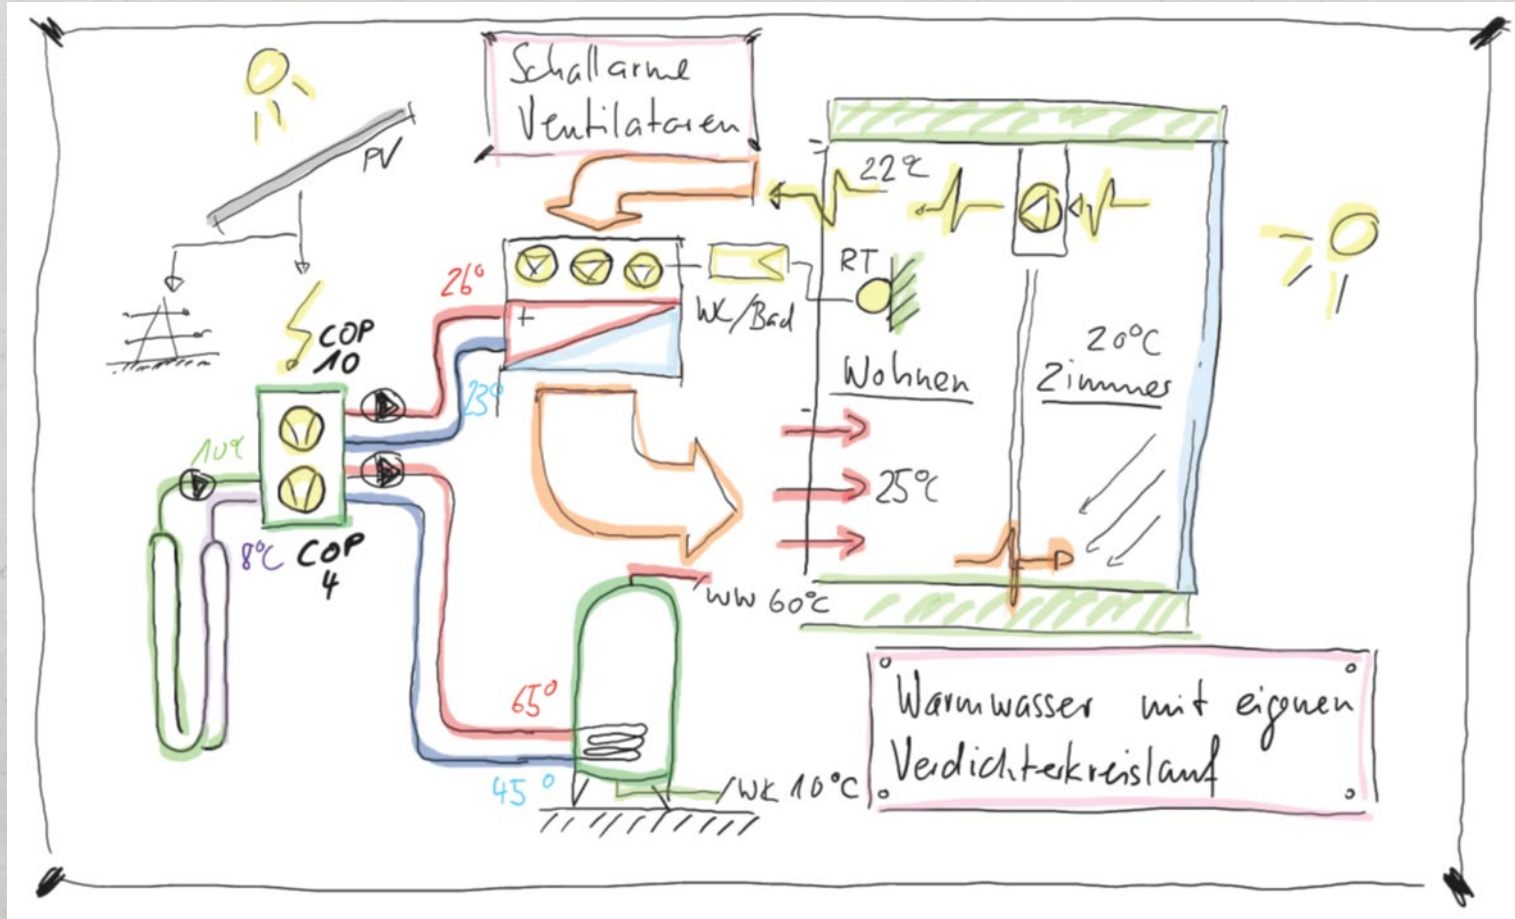 Schallarme
Ventilatoren
PV
22°C
26°
RT
WC/Bad
+
COP
10
20°C
Wohnen
Zimmer
23°
10°C
25°C
8°C
COP
4
WW 60°C
65°
45°
WK 10°C
Warmwasser mit eignen
Verdichterkreislauf